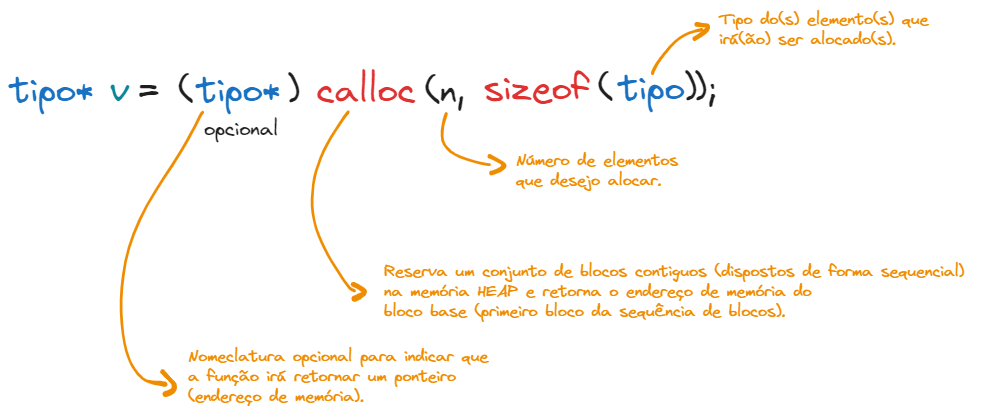 Tipo do(s) elemento(s) que
irá(ão) ser alocado(s).
tipo* v = (tipo*) calloc (n, sizeof(tipo));
opcional
Número de elementos
que desejo alocar.
Reserva um conjunto de blocos contiguos (dispostos de forma sequencial)
na memória HEAP e retorna o endereço de memória do
bloco base (primeiro bloco da sequência de blocos).
Nomeclatura opcional para indicar que
a função irá retornar um ponteiro
(endereço de memória).